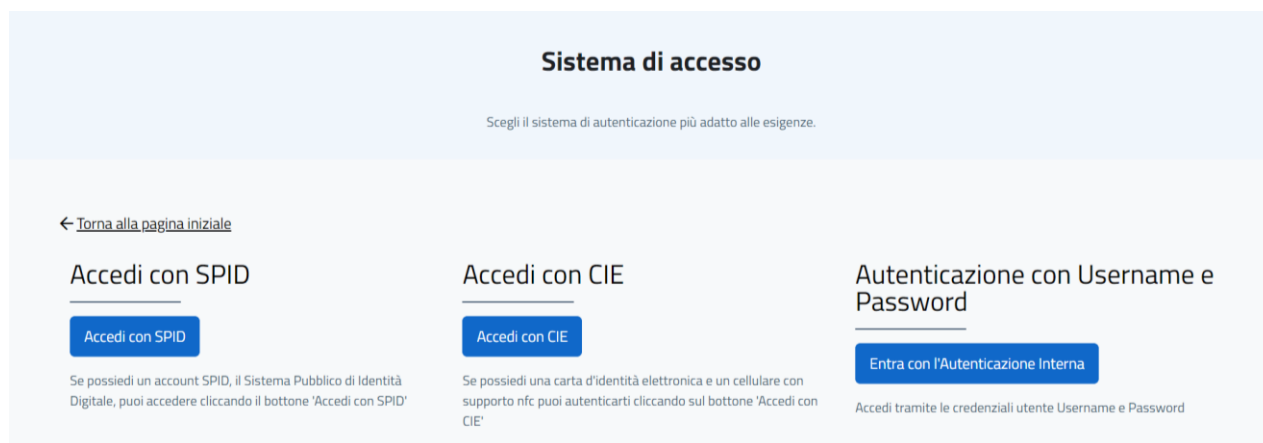 Sistema di accesso
Scegli il sistema di autenticazione più adatto alle esigenze.
Torna alla pagina iniziale
Accedi con SPID
Accedi con SPID
Se possiedi un account SPID, il Sistema Pubblico di Identità
Digitale, puoi accedere cliccando il bottone 'Accedi con SPID'
Accedi con CIE
Accedi con CIE
Se possiedi una carta d'identità elettronica e un cellulare con
supporto nfc puoi autenticarti cliccando sul bottone 'Accedi con
CIE'
Autenticazione con Username e
Password
Entra con l'Autenticazione Interna
Accedi tramite le credenziali utente Username e Password